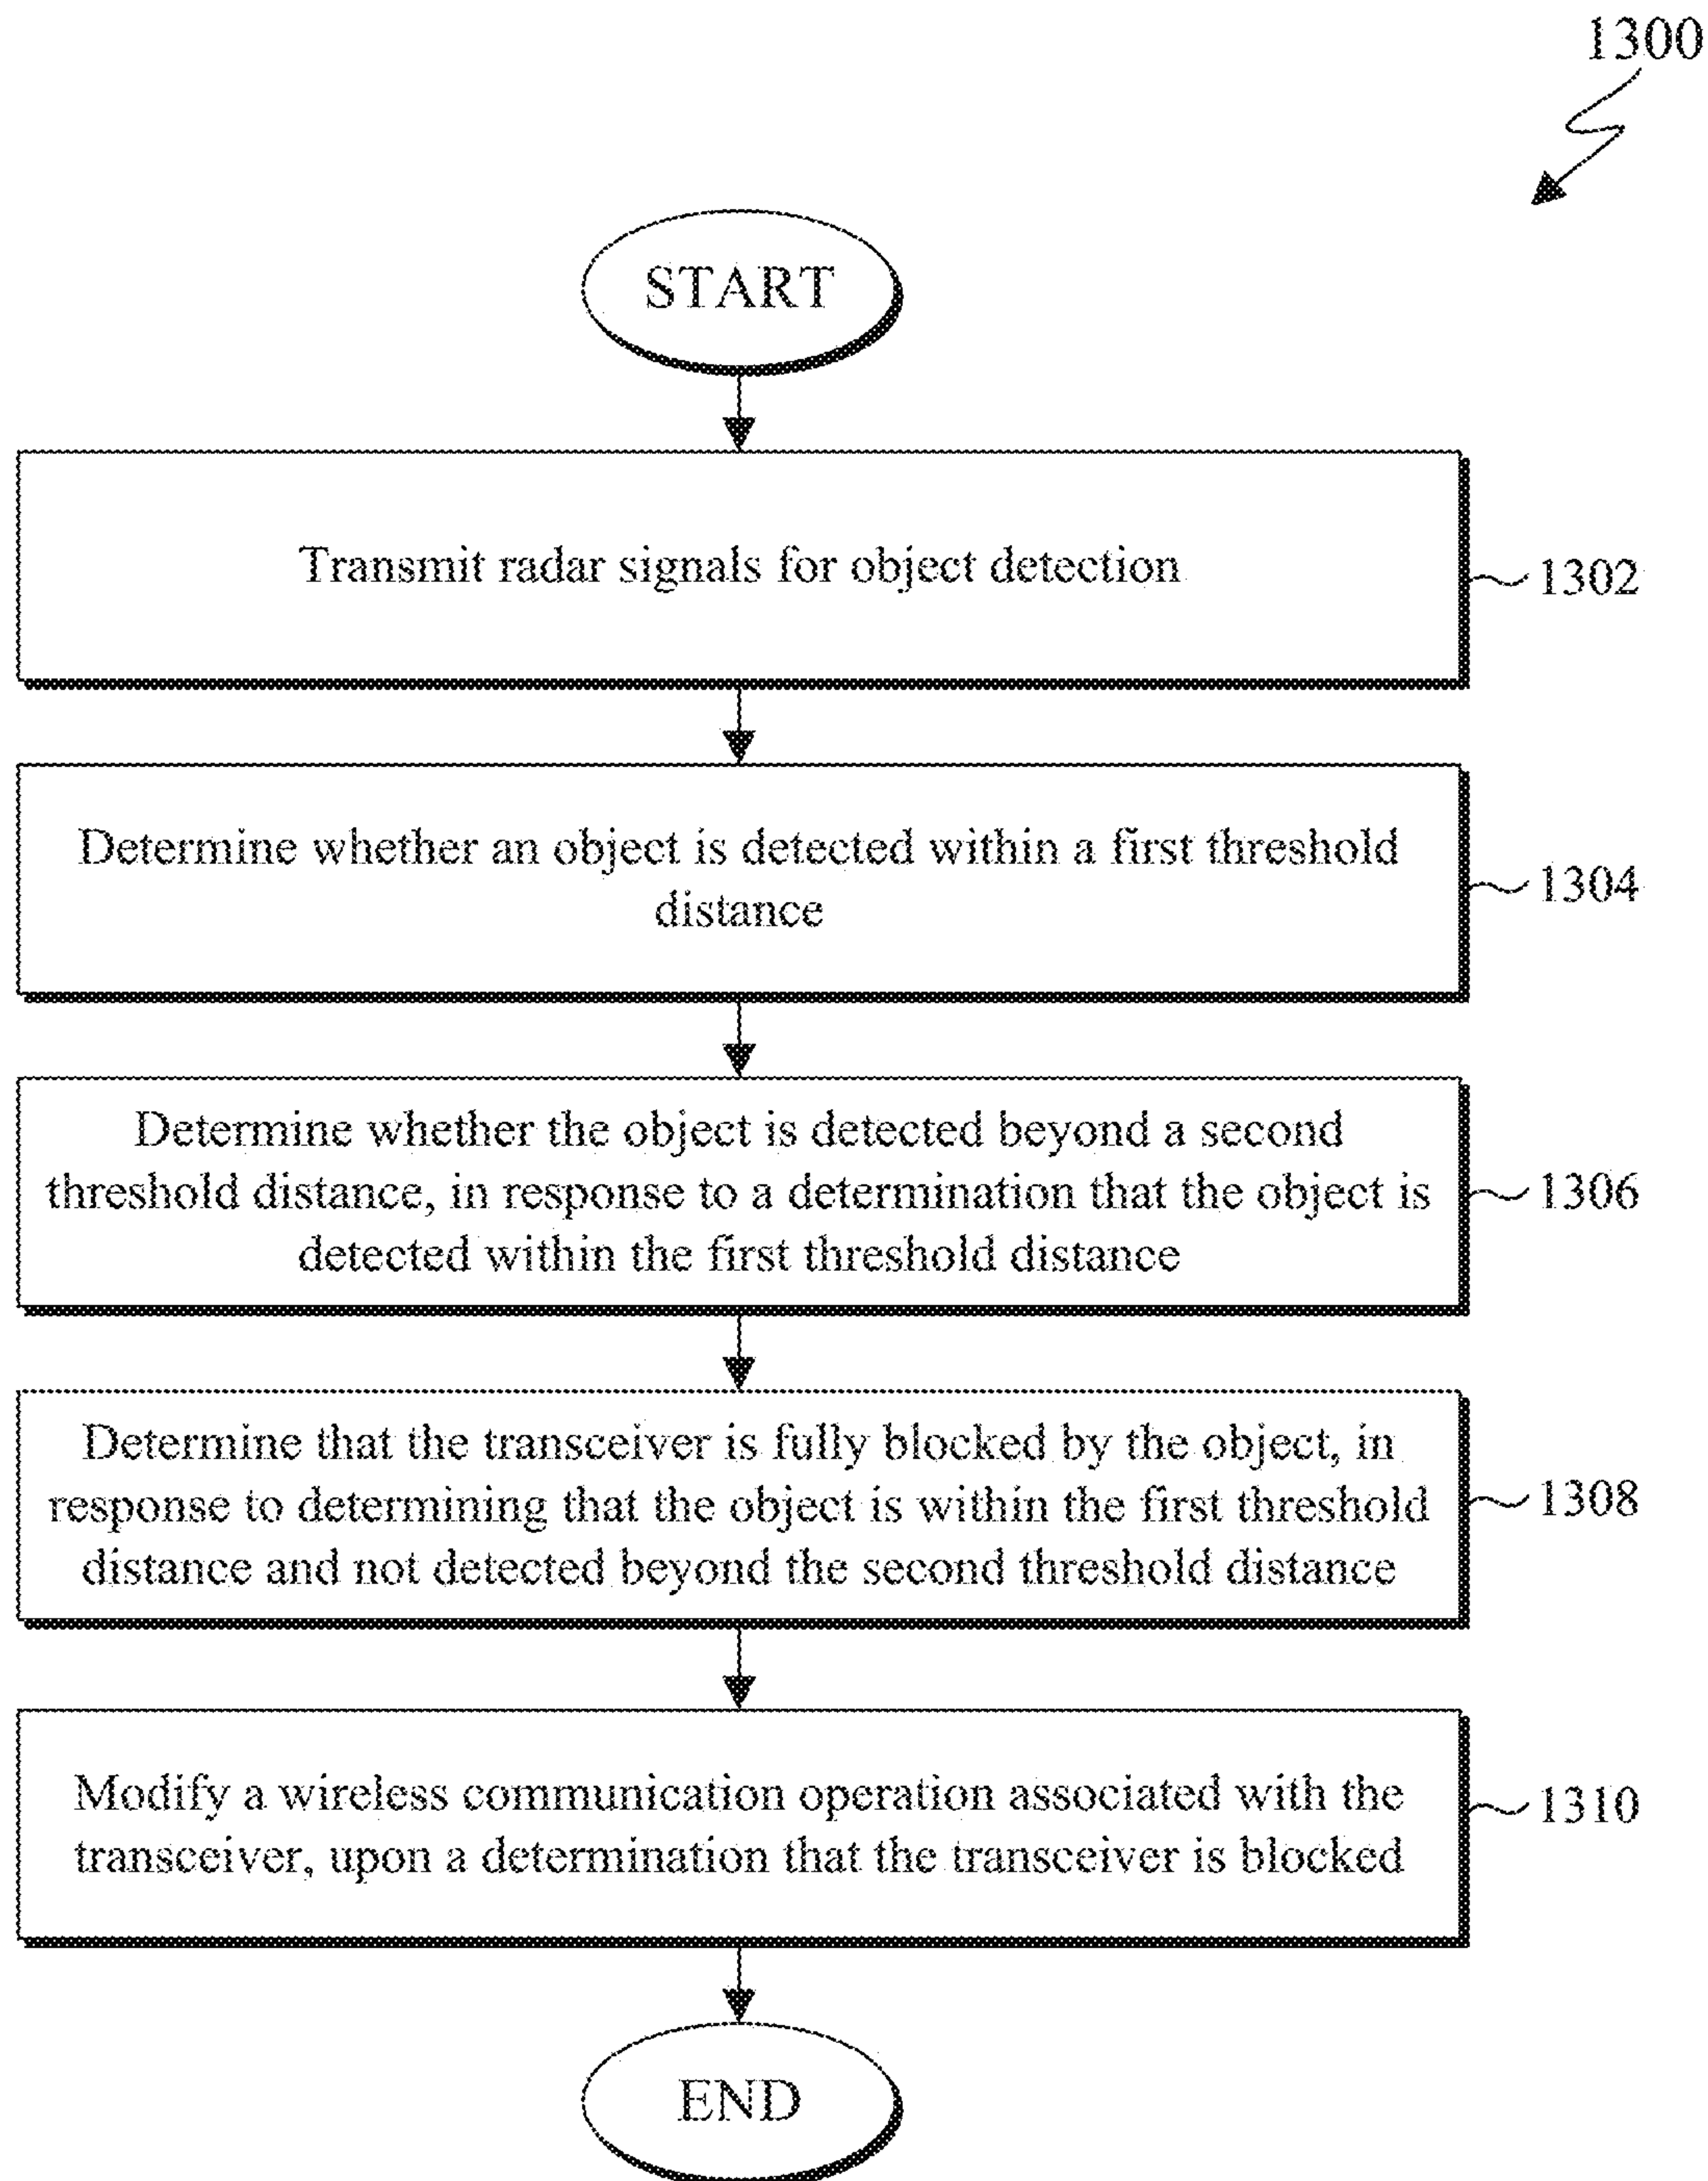 1300
START
Transmit radar signals for object detection
1302
Determine whether an object is detected within a first threshold
distance
1304
Determine whether the object is detected beyond a second
threshold distance, in response to a determination that the object is
detected within the first threshold distance
1306
Determine that the transceiver is fully blocked by the object, in
response to determining that the object is within the first threshold
distance and not detected beyond the second threshold distance
1308
Modify a wireless communication operation associated with the
transceiver, upon a determination that the transceiver is blocked
1310
END